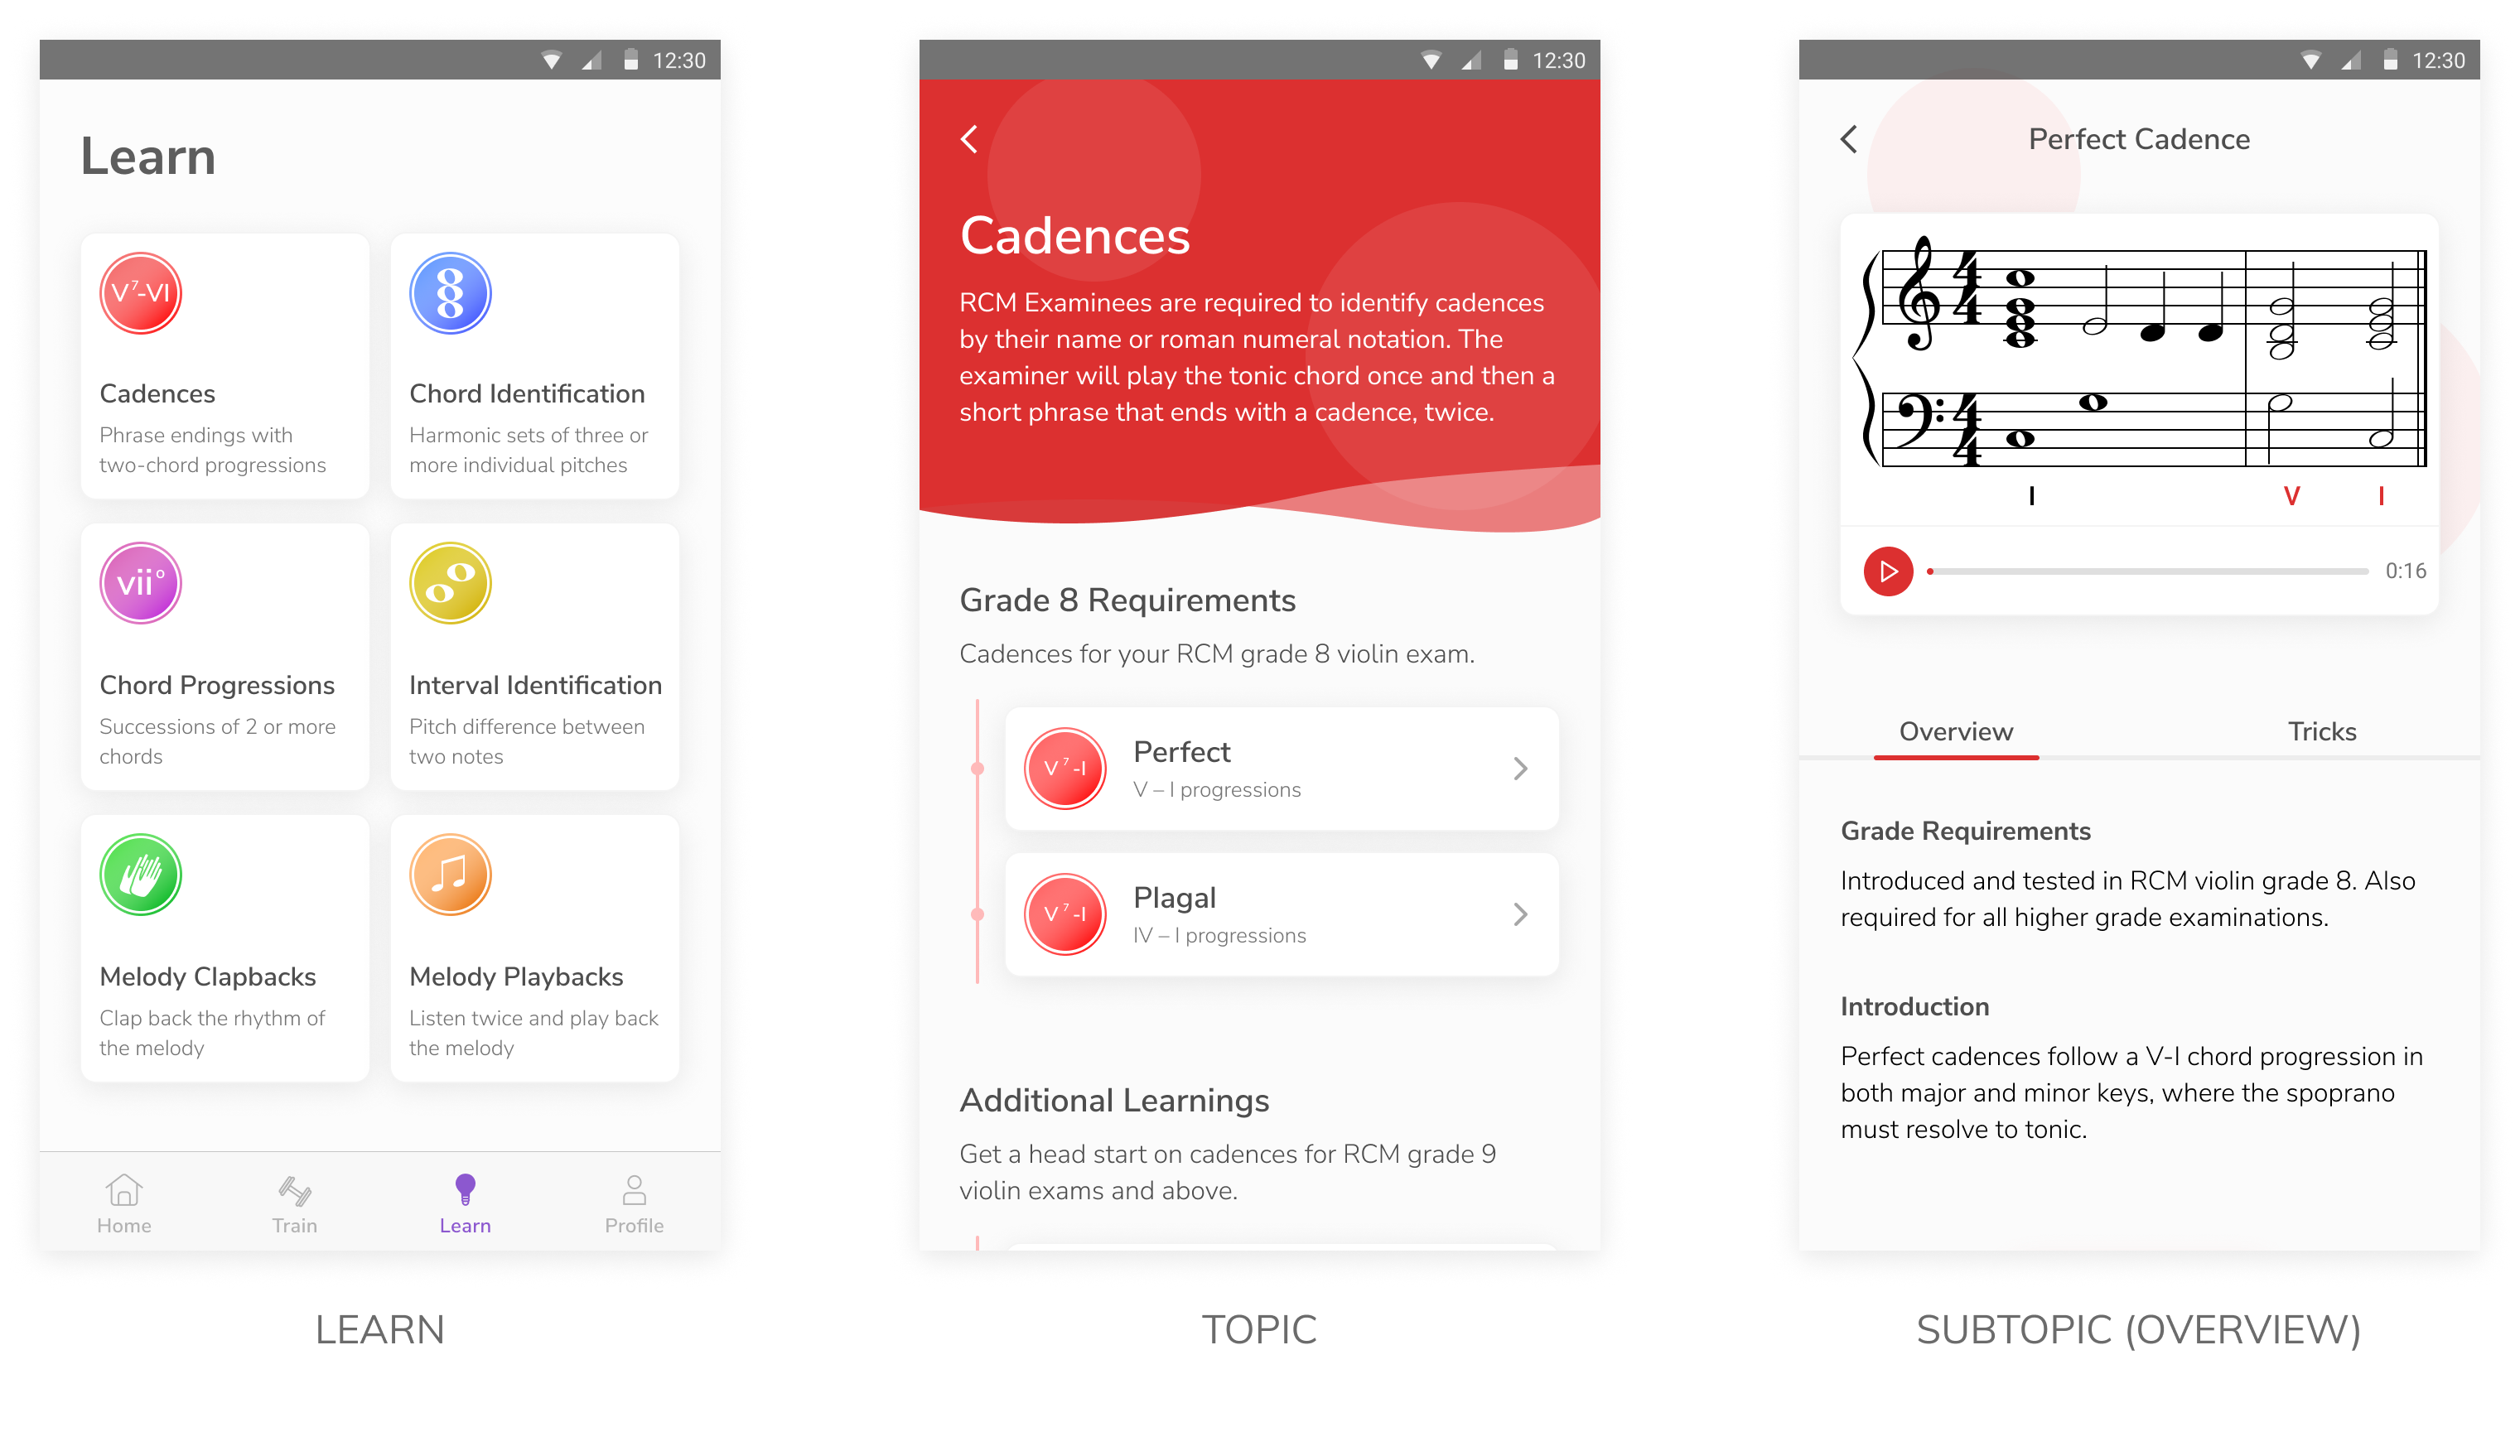 12:30
Learn
V7-VI
Cadences
Phrase endings with
two-chord progressions
Chord Identification
Harmonic sets of three or
more individual pitches
vii°
Chord Progressions
Successions of 2 or more
chords
Interval Identification
Pitch difference between
two notes
Melody Clapbacks
Clap back the rhythm of
the melody
Melody Playbacks
Listen twice and play back
the melody
Home
Train
Learn
Profile
LEARN
12:30
Cadences
RCM Examinees are required to identify cadences
by their name or roman numeral notation. The
examiner will play the tonic chord once and then a
short phrase that ends with a cadence, twice.
Grade 8 Requirements
Cadences for your RCM grade 8 violin exam.
V7-I
Perfect
V – I progressions
V7-I
Plagal
IV – I progressions
Additional Learnings
Get a head start on cadences for RCM grade 9
violin exams and above.
TOPIC
12:30
Perfect Cadence
4
4
4
4
I V I
0:16
Overview
Tricks
Grade Requirements
Introduced and tested in RCM violin grade 8. Also
required for all higher grade examinations.
Introduction
Perfect cadences follow a V-I chord progression in
both major and minor keys, where the spoprano
must resolve to tonic.
SUBTOPIC (OVERVIEW)